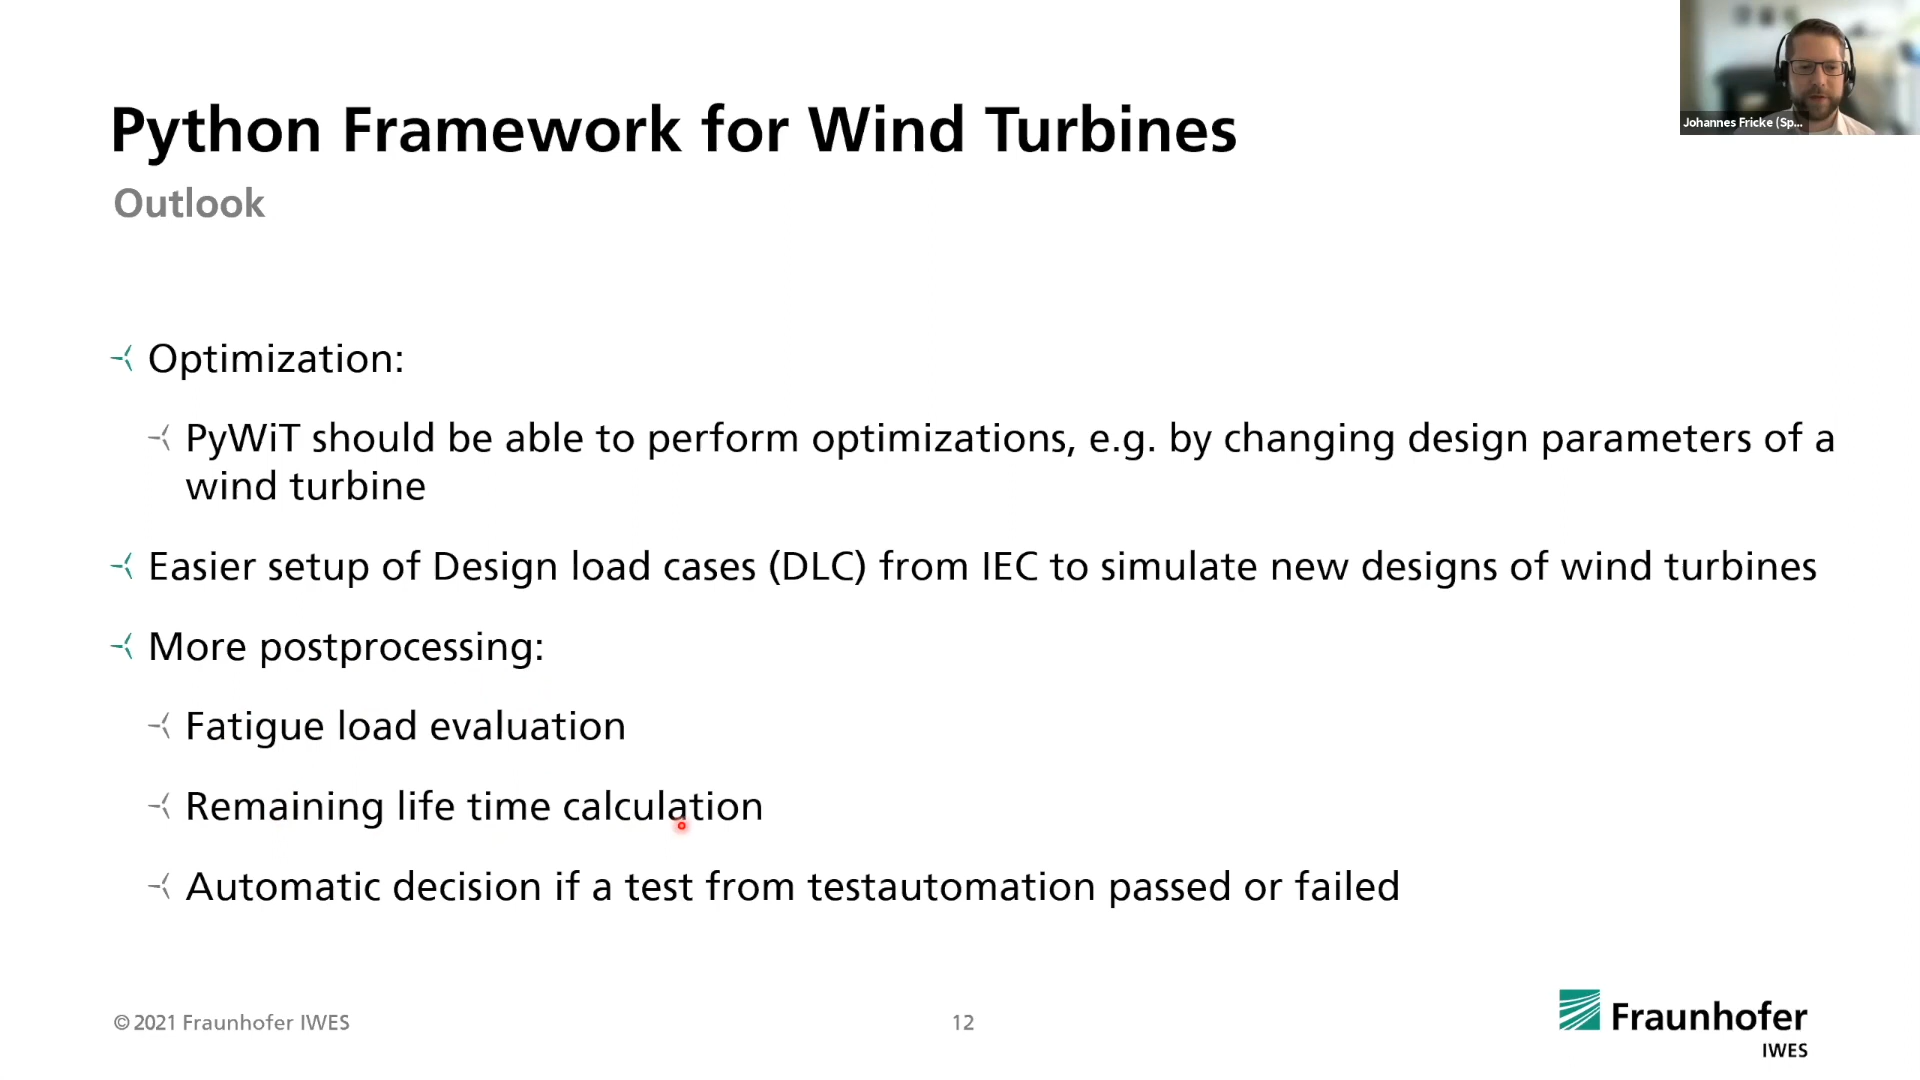 Johannes Fricke (Sp...
Python Framework for Wind Turbines
Outlook
Optimization:
PyWiT should be able to perform optimizations, e.g. by changing design parameters of a
wind turbine
Easier setup of Design load cases (DLC) from IEC to simulate new designs of wind turbines
More postprocessing:
Fatigue load evaluation
Remaining life time calculation
Automatic decision if a test from testautomation passed or failed
© 2021 Fraunhofer IWES
12
Fraunhofer
IWES